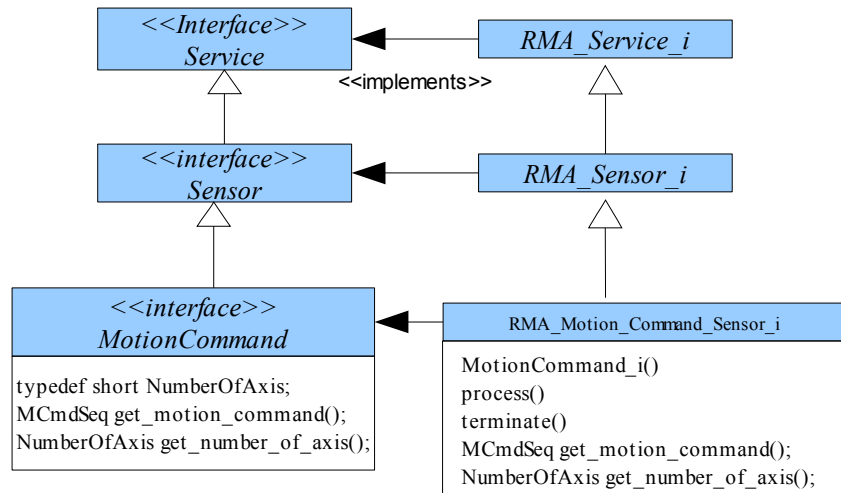 <<Interface>>
Service
RMA_Service_i
<<implements>>
<<interface>>
Sensor
RMA_Sensor_i
<<interface>>
MotionCommand
typedef short NumberOfAxis;
MCmdSeq get_motion_command();
NumberOfAxis get_number_of_axis();
RMA_Motion_Command_Sensor_i
MotionCommand_i()
process()
terminate()
MCmdSeq get_motion_command();
NumberOfAxis get_number_of_axis();